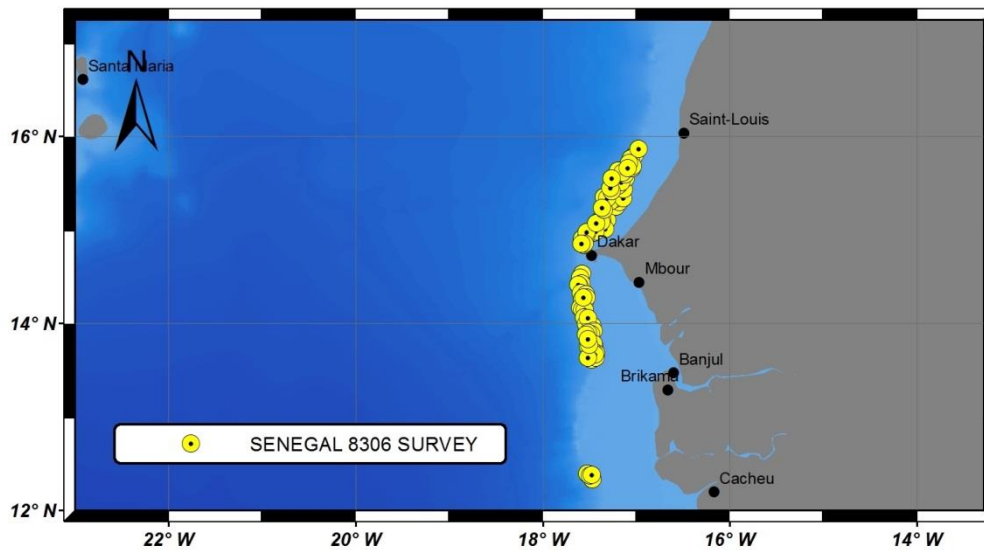 N
Santa Maria
Saint-Louis
16° N
Dakar
Mbour
14° N
Banjul
Brikama
SENEGAL 8306 SURVEY
Cacheu
12° N
22° W 20° W 18° W 16° W 14° W